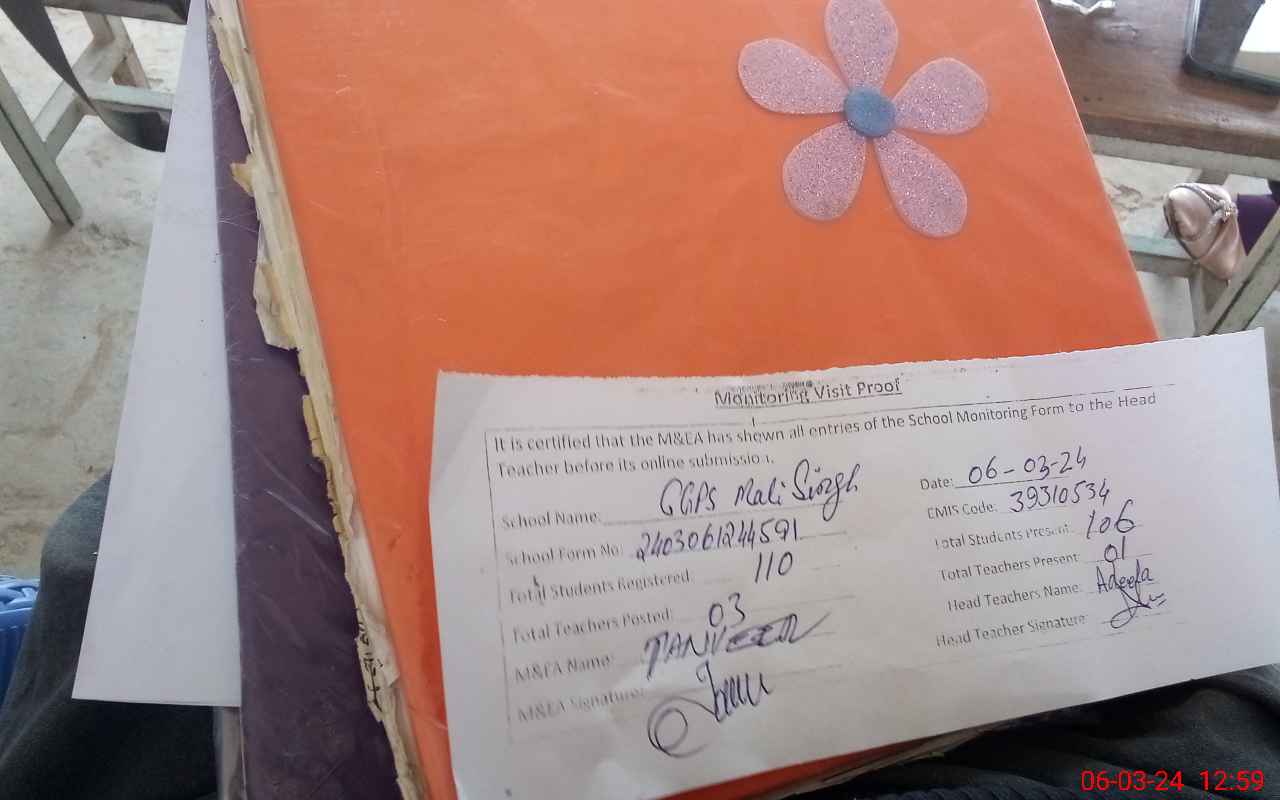 Monitoring Visit Proof
It is certified that the M&EA has shown all entries of the School Monitoring Form to the Head
Teacher before its online submission.
School Name: GGPS Mali Singh
Date: 06-03-24
School Form No: 2403061244591
EMIS Code: 39310534
Total Students Registered: 110
Total Students Present: 106
Total Teachers Posted: 03
Total Teachers Present: 01
M&EA Name: TANVEER
Head Teachers Name: Adeefa
M&EA Signature:
Head Teacher Signature:
06-03-24 12:59